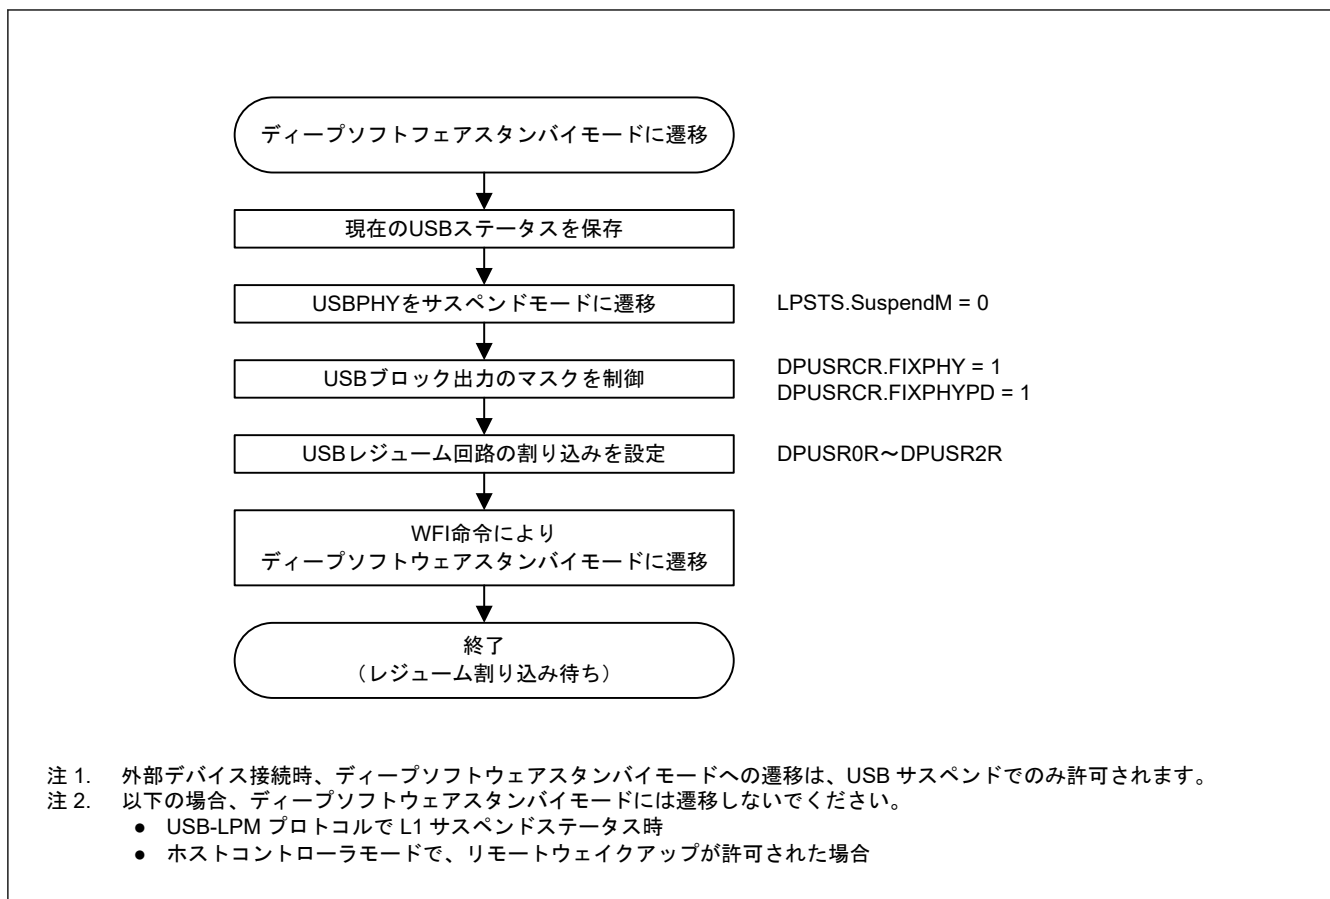 ディープソフトフェアスタンバイモードに遷移
現在のUSBステータスを保存
USBPHYをサスペンドモードに遷移
LPSTS.SuspendM = 0
USBブロック出力のマスクを制御
DPUSRCR.FIXPHY = 1
DPUSRCR.FIXPHYPD = 1
USBレジューム回路の割り込みを設定
DPUSR0R～DPUSR2R
WFI命令により
ディープソフトウェアスタンバイモードに遷移
終了
（レジューム割り込み待ち）
注 1. 外部デバイス接続時、ディープソフトウェアスタンバイモードへの遷移は、USB サスペンドでのみ許可されます。
注 2. 以下の場合、ディープソフトウェアスタンバイモードには遷移しないでください。
● USB-LPM プロトコルで L1 サスペンドステータス時
● ホストコントローラモードで、リモートウェイクアップが許可された場合